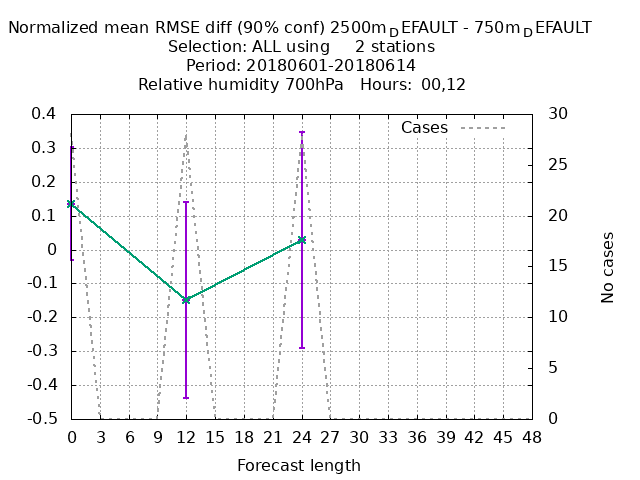 Normalized mean RMSE diff (90% conf) 2500m_DEFAULT - 750m_DEFAULT
Selection: ALL using 2 stations
Period: 20180601-20180614
Relative humidity 700hPa Hours: 00,12
Cases
0.4
0.3
0.2
0.1
0
-0.1
-0.2
-0.3
-0.4
-0.5
30
25
20
15
10
5
0
No cases
0 3 6 9 12 15 18 21 24 27 30 33 36 39 42 45 48
Forecast length